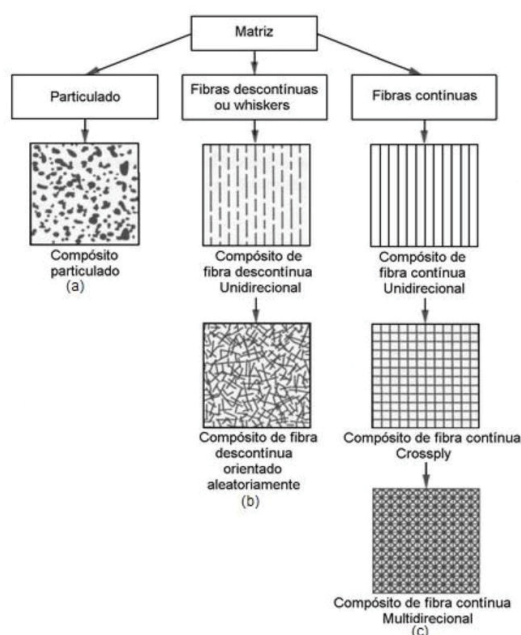 Matriz
Particulado
Fibras descontínuas
ou whiskers
Fibras contínuas
Compósito
particulado
(a)
Compósito de
fibra descontínua
Unidirecional
Compósito de
fibra contínua
Unidirecional
Compósito de fibra
descontínua
orientado
aleatoriamente
(b)
Compósito de fibra contínua
Crossply
Compósito de fibra contínua
Multidirecional
(c)